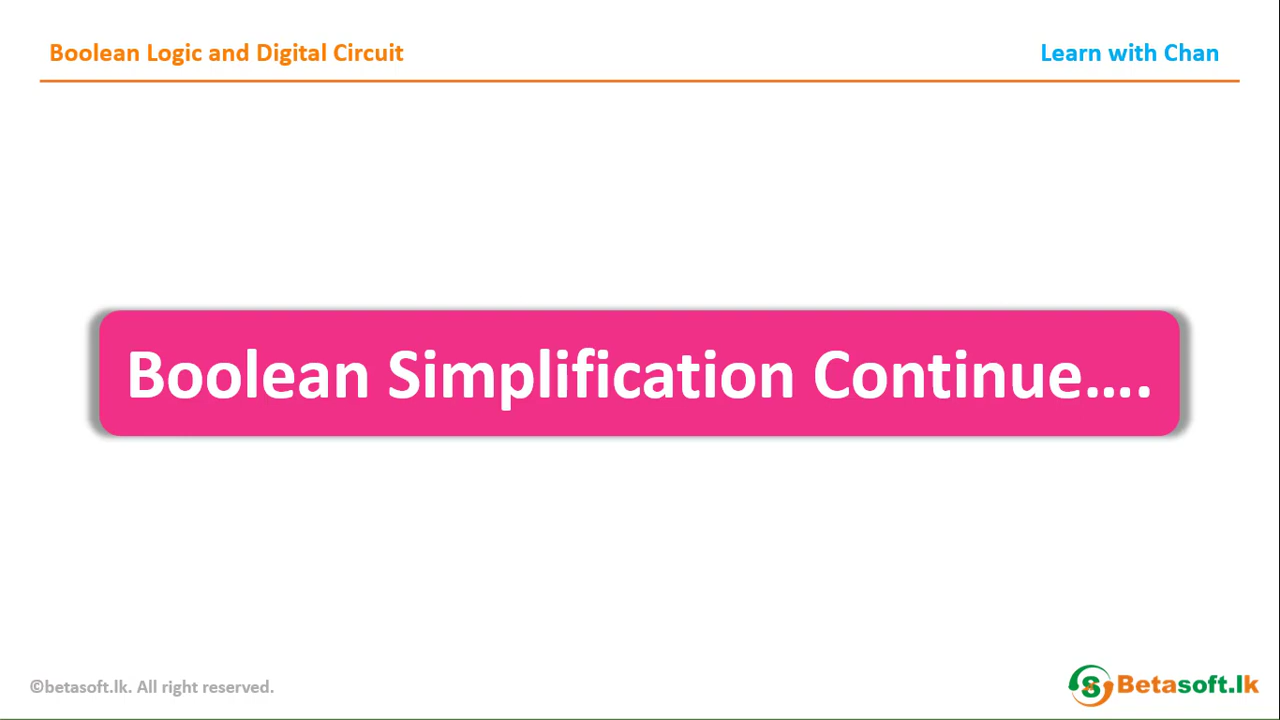 Boolean Logic and Digital Circuit
Learn with Chan
Boolean Simplification Continue....
©betasoft.lk. All right reserved.
Betasoft.lk